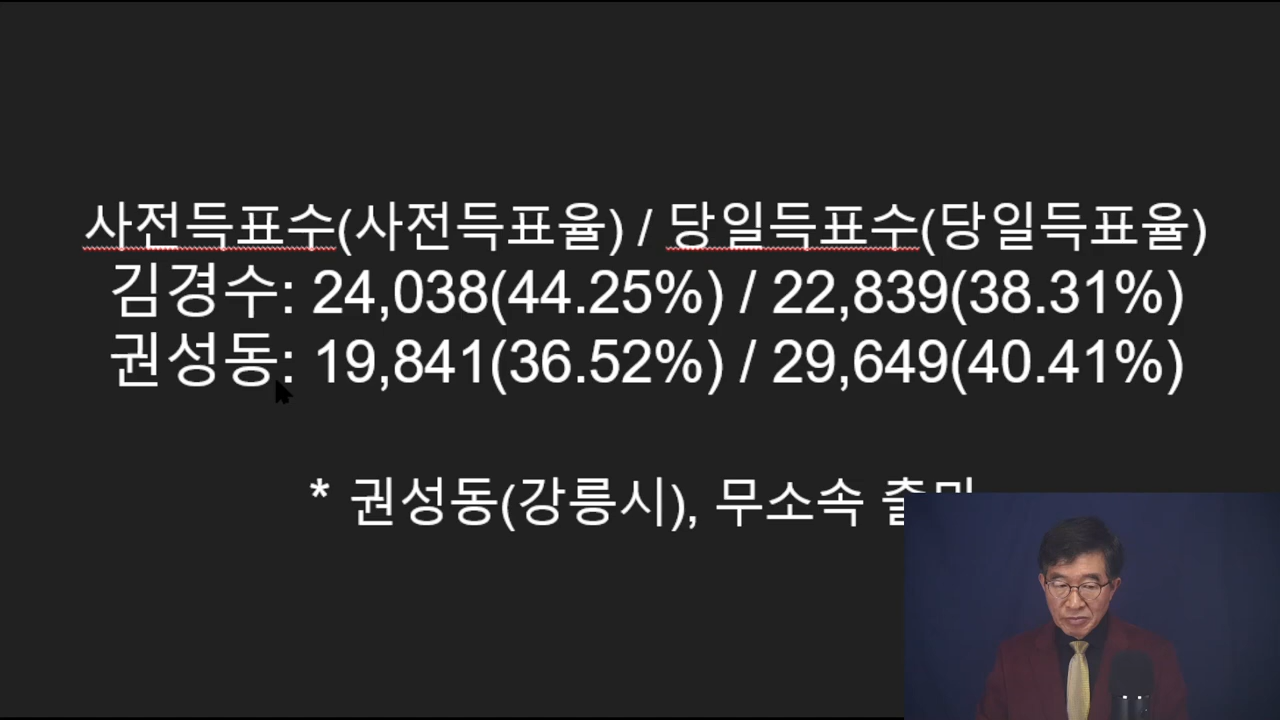 사전득표수(사전득표율) / 당일득표수(당일득표율)
김경수: 24,038(44.25%) / 22,839(38.31%)
권성동: 19,841(36.52%) / 29,649(40.41%)
* 권성동(강릉시), 무소속